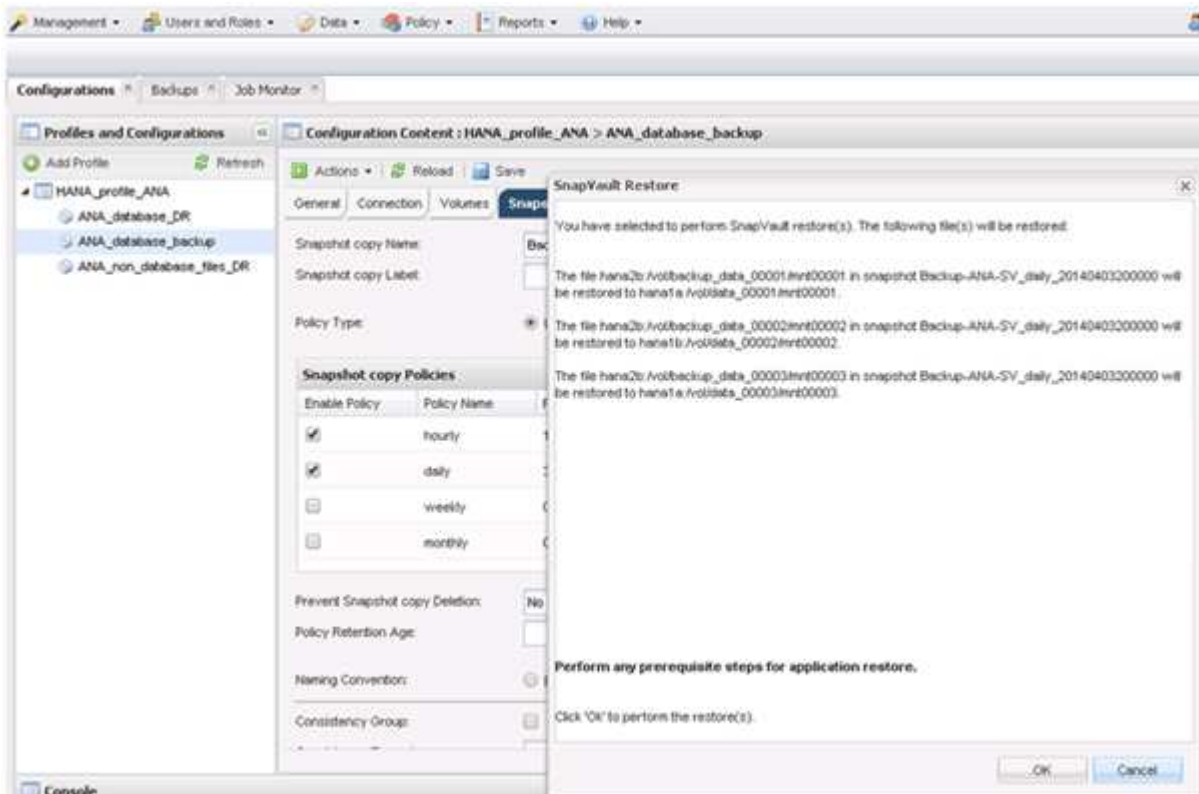 Management Users and Roles Data Policy Reports Help
Configurations Backups Job Monitor
Profiles and Configurations
Configuration Content : HANA_profile_ANA > ANA_database_backup
Add Profile Refresh
Actions Reload Save
HANA_profile_ANA
ANA_database_DR
ANA_database_backup
ANA_non_database_files_DR
General Connection Volumes Snaps
Snapshot copy Name: Bac
Snapshot copy Label:
Policy Type:
Snapshot copy Policies
Enable Policy Policy Name
hourly
daily
weekly
monthly
Prevent Snapshot copy Deletion: No
Policy Retention Age:
Naming Convention:
Consistency Group:
Console
SnapVault Restore
You have selected to perform SnapVault restore(s). The following file(s) will be restored:
The file hana2b:/vol/backup_data_00001/mnt00001 in snapshot Backup-ANA-SV_daily_20140403200000 will
be restored to hana1a:/vol/data_00001/mnt00001.
The file hana2b:/vol/backup_data_00002/mnt00002 in snapshot Backup-ANA-SV_daily_20140403200000 will
be restored to hana1b:/vol/data_00002/mnt00002.
The file hana2b:/vol/backup_data_00003/mnt00003 in snapshot Backup-ANA-SV_daily_20140403200000 will
be restored to hana1a:/vol/data_00003/mnt00003.
Perform any prerequisite steps for application restore.
Click 'Ok' to perform the restore(s).
OK Cancel